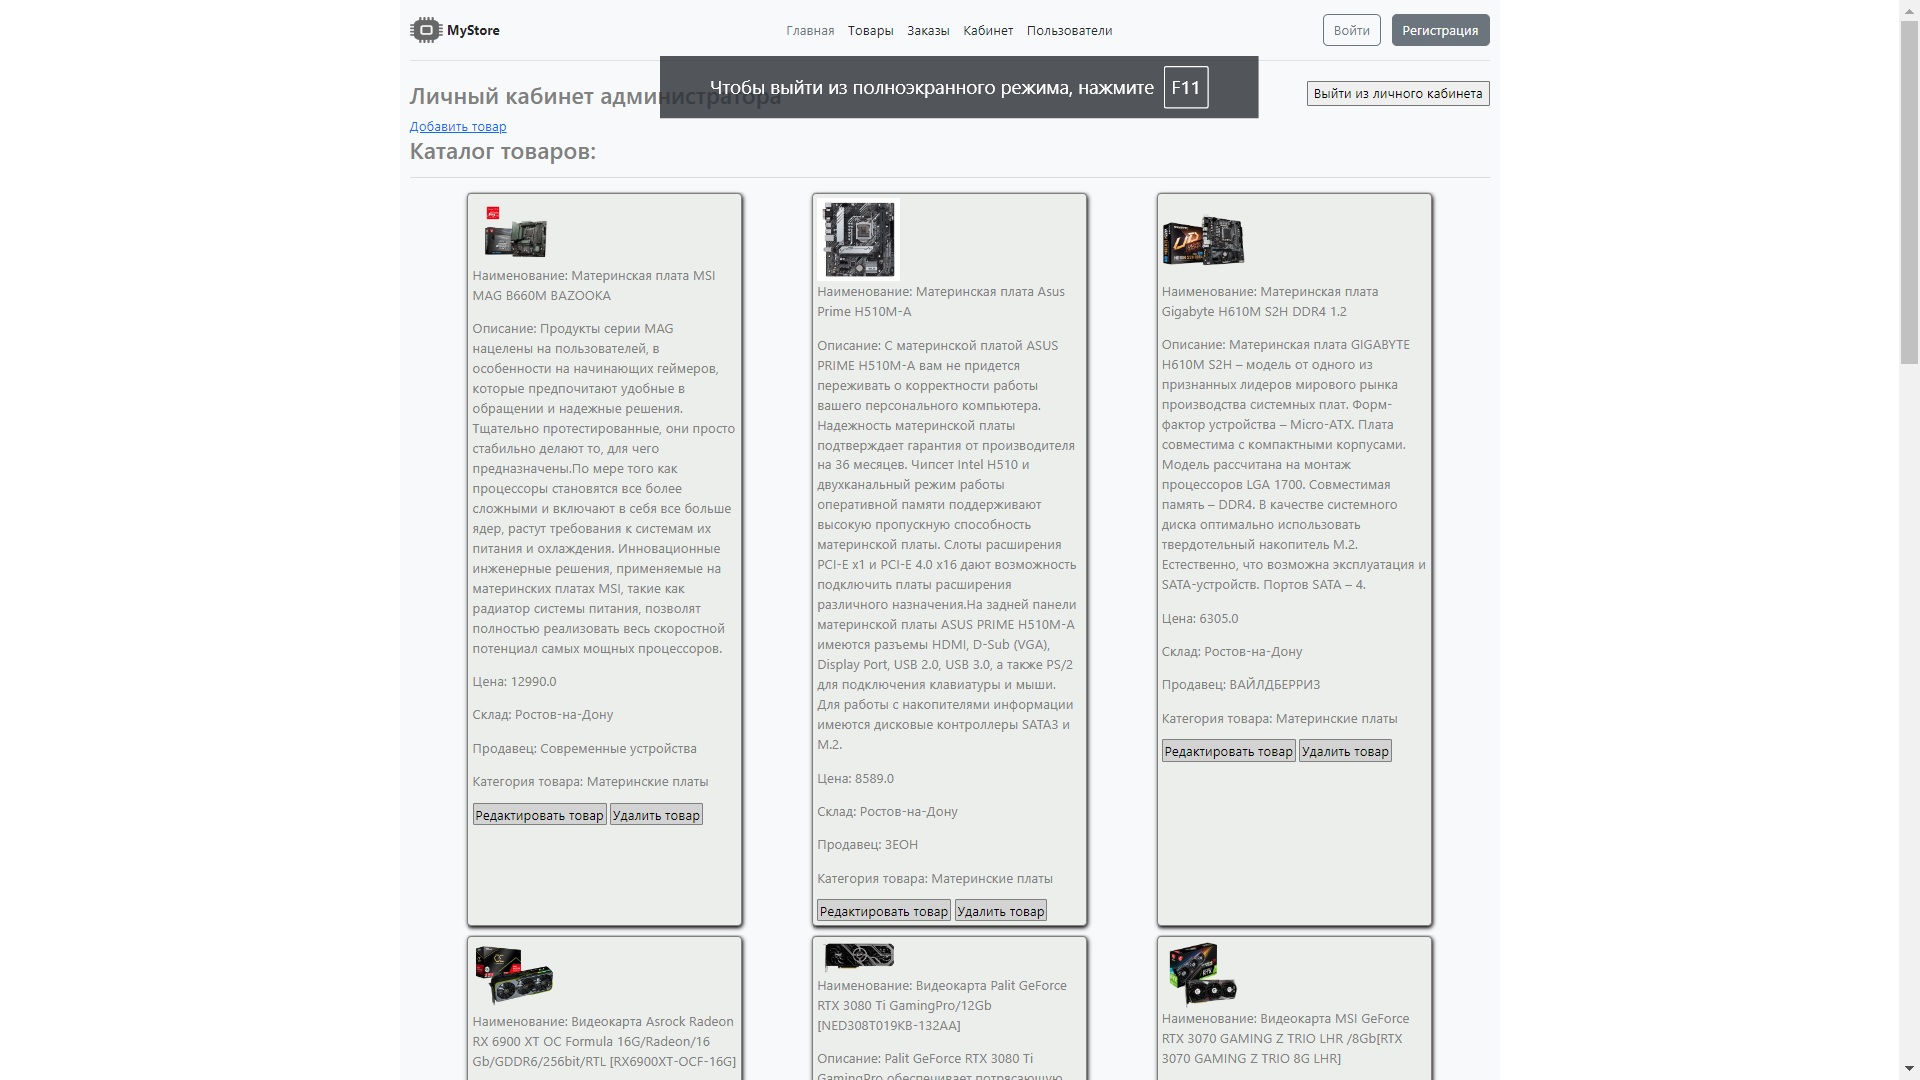 MyStore
Главная Товары Заказы Кабинет Пользователи
Войти Регистрация
Чтобы выйти из полноэкранного режима, нажмите F11
Личный кабинет администратора
Выйти из личного кабинета
Добавить товар
Каталог товаров:
Наименование: Материнская плата MSI
MAG B660M BAZOOKA
Описание: Продукты серии MAG
нацелены на пользователей, в
особенности на начинающих геймеров,
которые предпочитают удобные в
обращении и надежные решения.
Тщательно протестированные, они просто
стабильно делают то, для чего
предназначены.По мере того как
процессоры становятся все более
сложными и включают в себя все больше
ядер, растут требования к системам их
питания и охлаждения. Инновационные
инженерные решения, применяемые на
материнских платах MSI, такие как
радиатор системы питания, позволят
полностью реализовать весь скоростной
потенциал самых мощных процессоров.
Цена: 12990.0
Склад: Ростов-на-Дону
Продавец: Современные устройства
Категория товара: Материнские платы
Редактировать товар Удалить товар
Наименование: Материнская плата Asus
Prime H510M-A
Описание: С материнской платой ASUS
PRIME H510M-A вам не придется
переживать о корректности работы
вашего персонального компьютера.
Надежность материнской платы
подтверждает гарантия от производителя
на 36 месяцев. Чипсет Intel H510 и
двухканальный режим работы
оперативной памяти поддерживают
высокую пропускную способность
материнской платы. Слоты расширения
PCI-E x1 и PCI-E 4.0 x16 дают возможность
подключить платы расширения
различного назначения.На задней панели
материнской платы ASUS PRIME H510M-A
имеются разъемы HDMI, D-Sub (VGA),
Display Port, USB 2.0, USB 3.0, а также PS/2
для подключения клавиатуры и мыши.
Для работы с накопителями информации
имеются дисковые контроллеры SATA3 и
M.2.
Цена: 8589.0
Склад: Ростов-на-Дону
Продавец: ЗЕОН
Категория товара: Материнские платы
Редактировать товар Удалить товар
Наименование: Материнская плата
Gigabyte H610M S2H DDR4 1.2
Описание: Материнская плата GIGABYTE
H610M S2H – модель от одного из
признанных лидеров мирового рынка
производства системных плат. Форм-
фактор устройства – Micro-ATX. Плата
совместима с компактными корпусами.
Модель рассчитана на монтаж
процессоров LGA 1700. Совместимая
память – DDR4. В качестве системного
диска оптимально использовать
твердотельный накопитель M.2.
Естественно, что возможна эксплуатация и
SATA-устройств. Портов SATA – 4.
Цена: 6305.0
Склад: Ростов-на-Дону
Продавец: ВАЙЛДБЕРРИЗ
Категория товара: Материнские платы
Редактировать товар Удалить товар
Наименование: Видеокарта Asrock Radeon
RX 6900 XT OC Formula 16G/Radeon/16
Gb/GDDR6/256bit/RTL [RX6900XT-OCF-16G]
Наименование: Видеокарта Palit GeForce
RTX 3080 Ti GamingPro/12Gb
[NED308T019KB-132AA]
Описание: Palit GeForce RTX 3080 Ti
GamingPro обеспечивает потрясающую
Наименование: Видеокарта MSI GeForce
RTX 3070 GAMING Z TRIO LHR /8Gb[RTX
3070 GAMING Z TRIO 8G LHR]